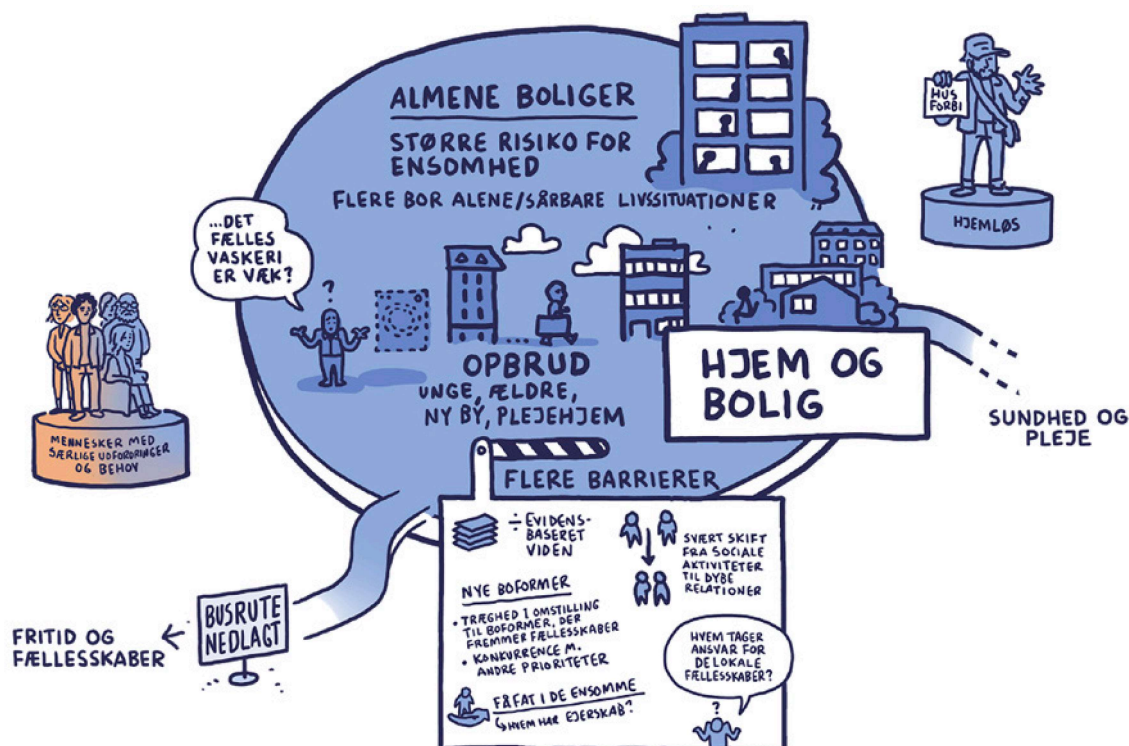 ALMENE BOLIGER
STØRRE RISIKO FOR
ENSOMHED
FLERE BOR ALENE/SÅRBARE LIVSSITUATIONER
HUS
FORBI
HJEMLØS
...DET
FÆLLES
VASKERI
ER VÆK?
?
MENNESKER MED
SÆRLIGE UDFORDRINGER
OG BEHOV
OPBRUD
UNGE, ÆLDRE,
NY BY, PLEJEHJEM
HJEM OG
BOLIG
SUNDHED OG
PLEJE
FLERE BARRIERER
÷ EVIDENS-
BASERET
VIDEN
SVÆRT SKIFT
FRA SOCIALE
AKTIVITETER
TIL DYBE
RELATIONER
NYE BOFORMER
• TRÆGHED I OMSTILLING
TIL BOFORMER, DER
FREMMER FÆLLESSKABER
• KONKURRENCE M.
ANDRE PRIORITETER
HVEM TAGER
ANSVAR FOR
DE LOKALE
FÆLLESSKABER?
?
FÅ FAT I DE ENSOMME
↳ HVEM HAR EJERSKAB?
BUSRUTE
NEDLAGT
FRITID OG
FÆLLESSKABER